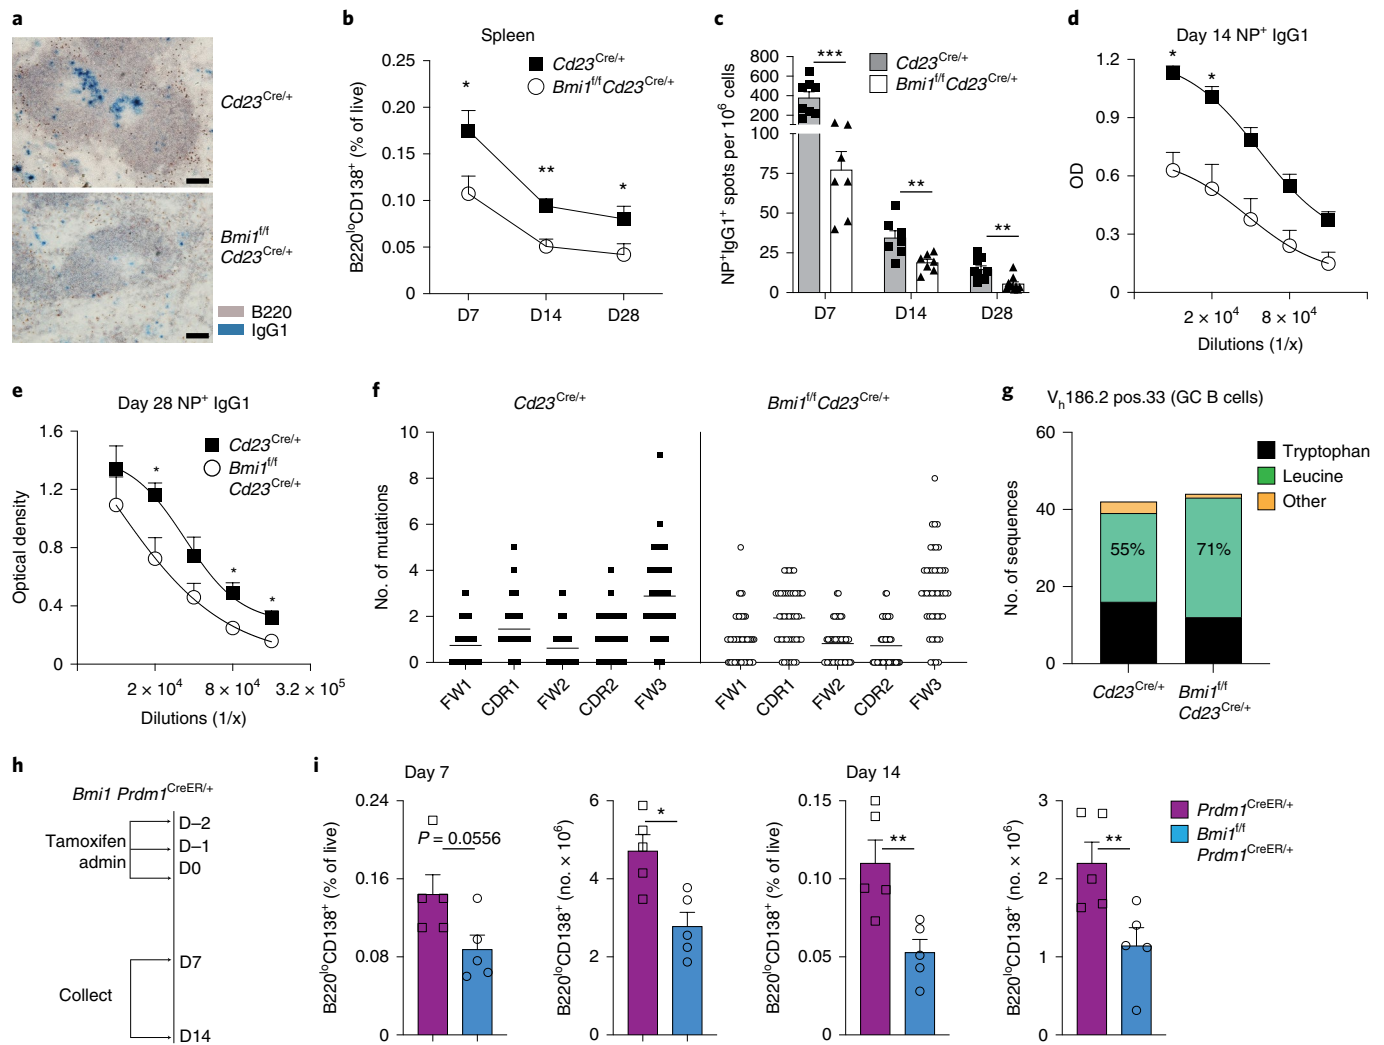 a
Cd23Cre/+
Bmi1f/f
Cd23Cre/+
B220
IgG1
b
Spleen
B220loCD138+ (% of live)
0.25
0.20
0.15
0.10
0.05
0
Cd23Cre/+
Bmi1f/fCd23Cre/+
*
**
*
D7
D14
D28
c
NP+IgG1+ spots per 106 cells
800
600
400
200
100
75
50
25
0
***
**
**
Cd23Cre/+
Bmi1f/fCd23Cre/+
D7
D14
D28
d
Day 14 NP+ IgG1
OD
1.2
0.9
0.6
0.3
0
*
*
2 × 104
8 × 104
Dilutions (1/x)
e
Day 28 NP+ IgG1
Optical density
1.6
1.2
0.8
0.4
0
Cd23Cre/+
Bmi1f/f
Cd23Cre/+
*
*
*
2 × 104
8 × 104
3.2 × 105
Dilutions (1/x)
f
Cd23Cre/+
Bmi1f/fCd23Cre/+
No. of mutations
10
8
6
4
2
0
FW1
CDR1
FW2
CDR2
FW3
FW1
CDR1
FW2
CDR2
FW3
g
Vh186.2 pos.33 (GC B cells)
No. of sequences
60
40
20
0
55%
71%
Tryptophan
Leucine
Other
Cd23Cre/+
Bmi1f/f
Cd23Cre/+
h
Bmi1 Prdm1CreER/+
Tamoxifen
admin
D–2
D–1
D0
Collect
D7
D14
i
Day 7
B220loCD138+ (% of live)
0.24
0.16
0.08
0
P = 0.0556
B220loCD138+ (no. × 106)
6
4
2
0
*
Day 14
B220loCD138+ (% of live)
0.15
0.10
0.05
0
**
B220loCD138+ (no. × 106)
3
2
1
0
**
Prdm1CreER/+
Bmi1f/f
Prdm1CreER/+